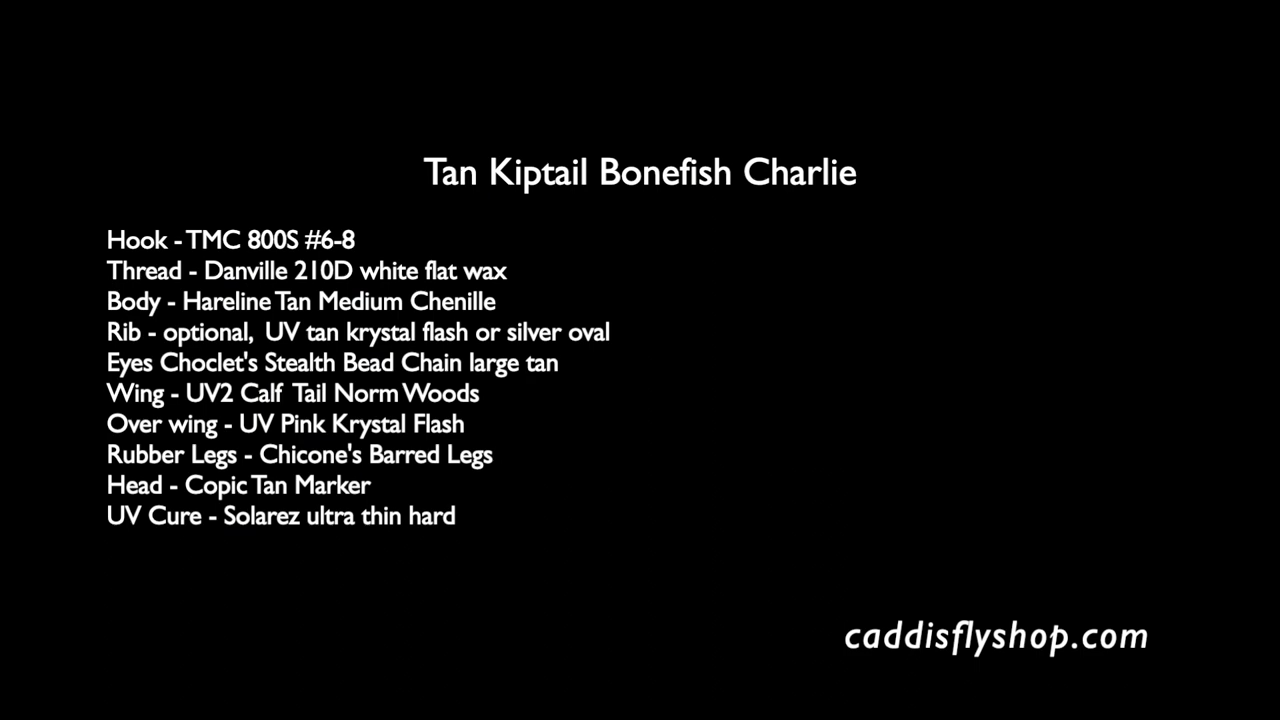 Tan Kiptail Bonefish Charlie
Hook - TMC 800S #6-8
Thread - Danville 210D white flat wax
Body - Hareline Tan Medium Chenille
Rib - optional, UV tan krystal flash or silver oval
Eyes Choclet's Stealth Bead Chain large tan
Wing - UV2 Calf Tail Norm Woods
Over wing - UV Pink Krystal Flash
Rubber Legs - Chicone's Barred Legs
Head - Copic Tan Marker
UV Cure - Solarez ultra thin hard
caddisflyshop.com